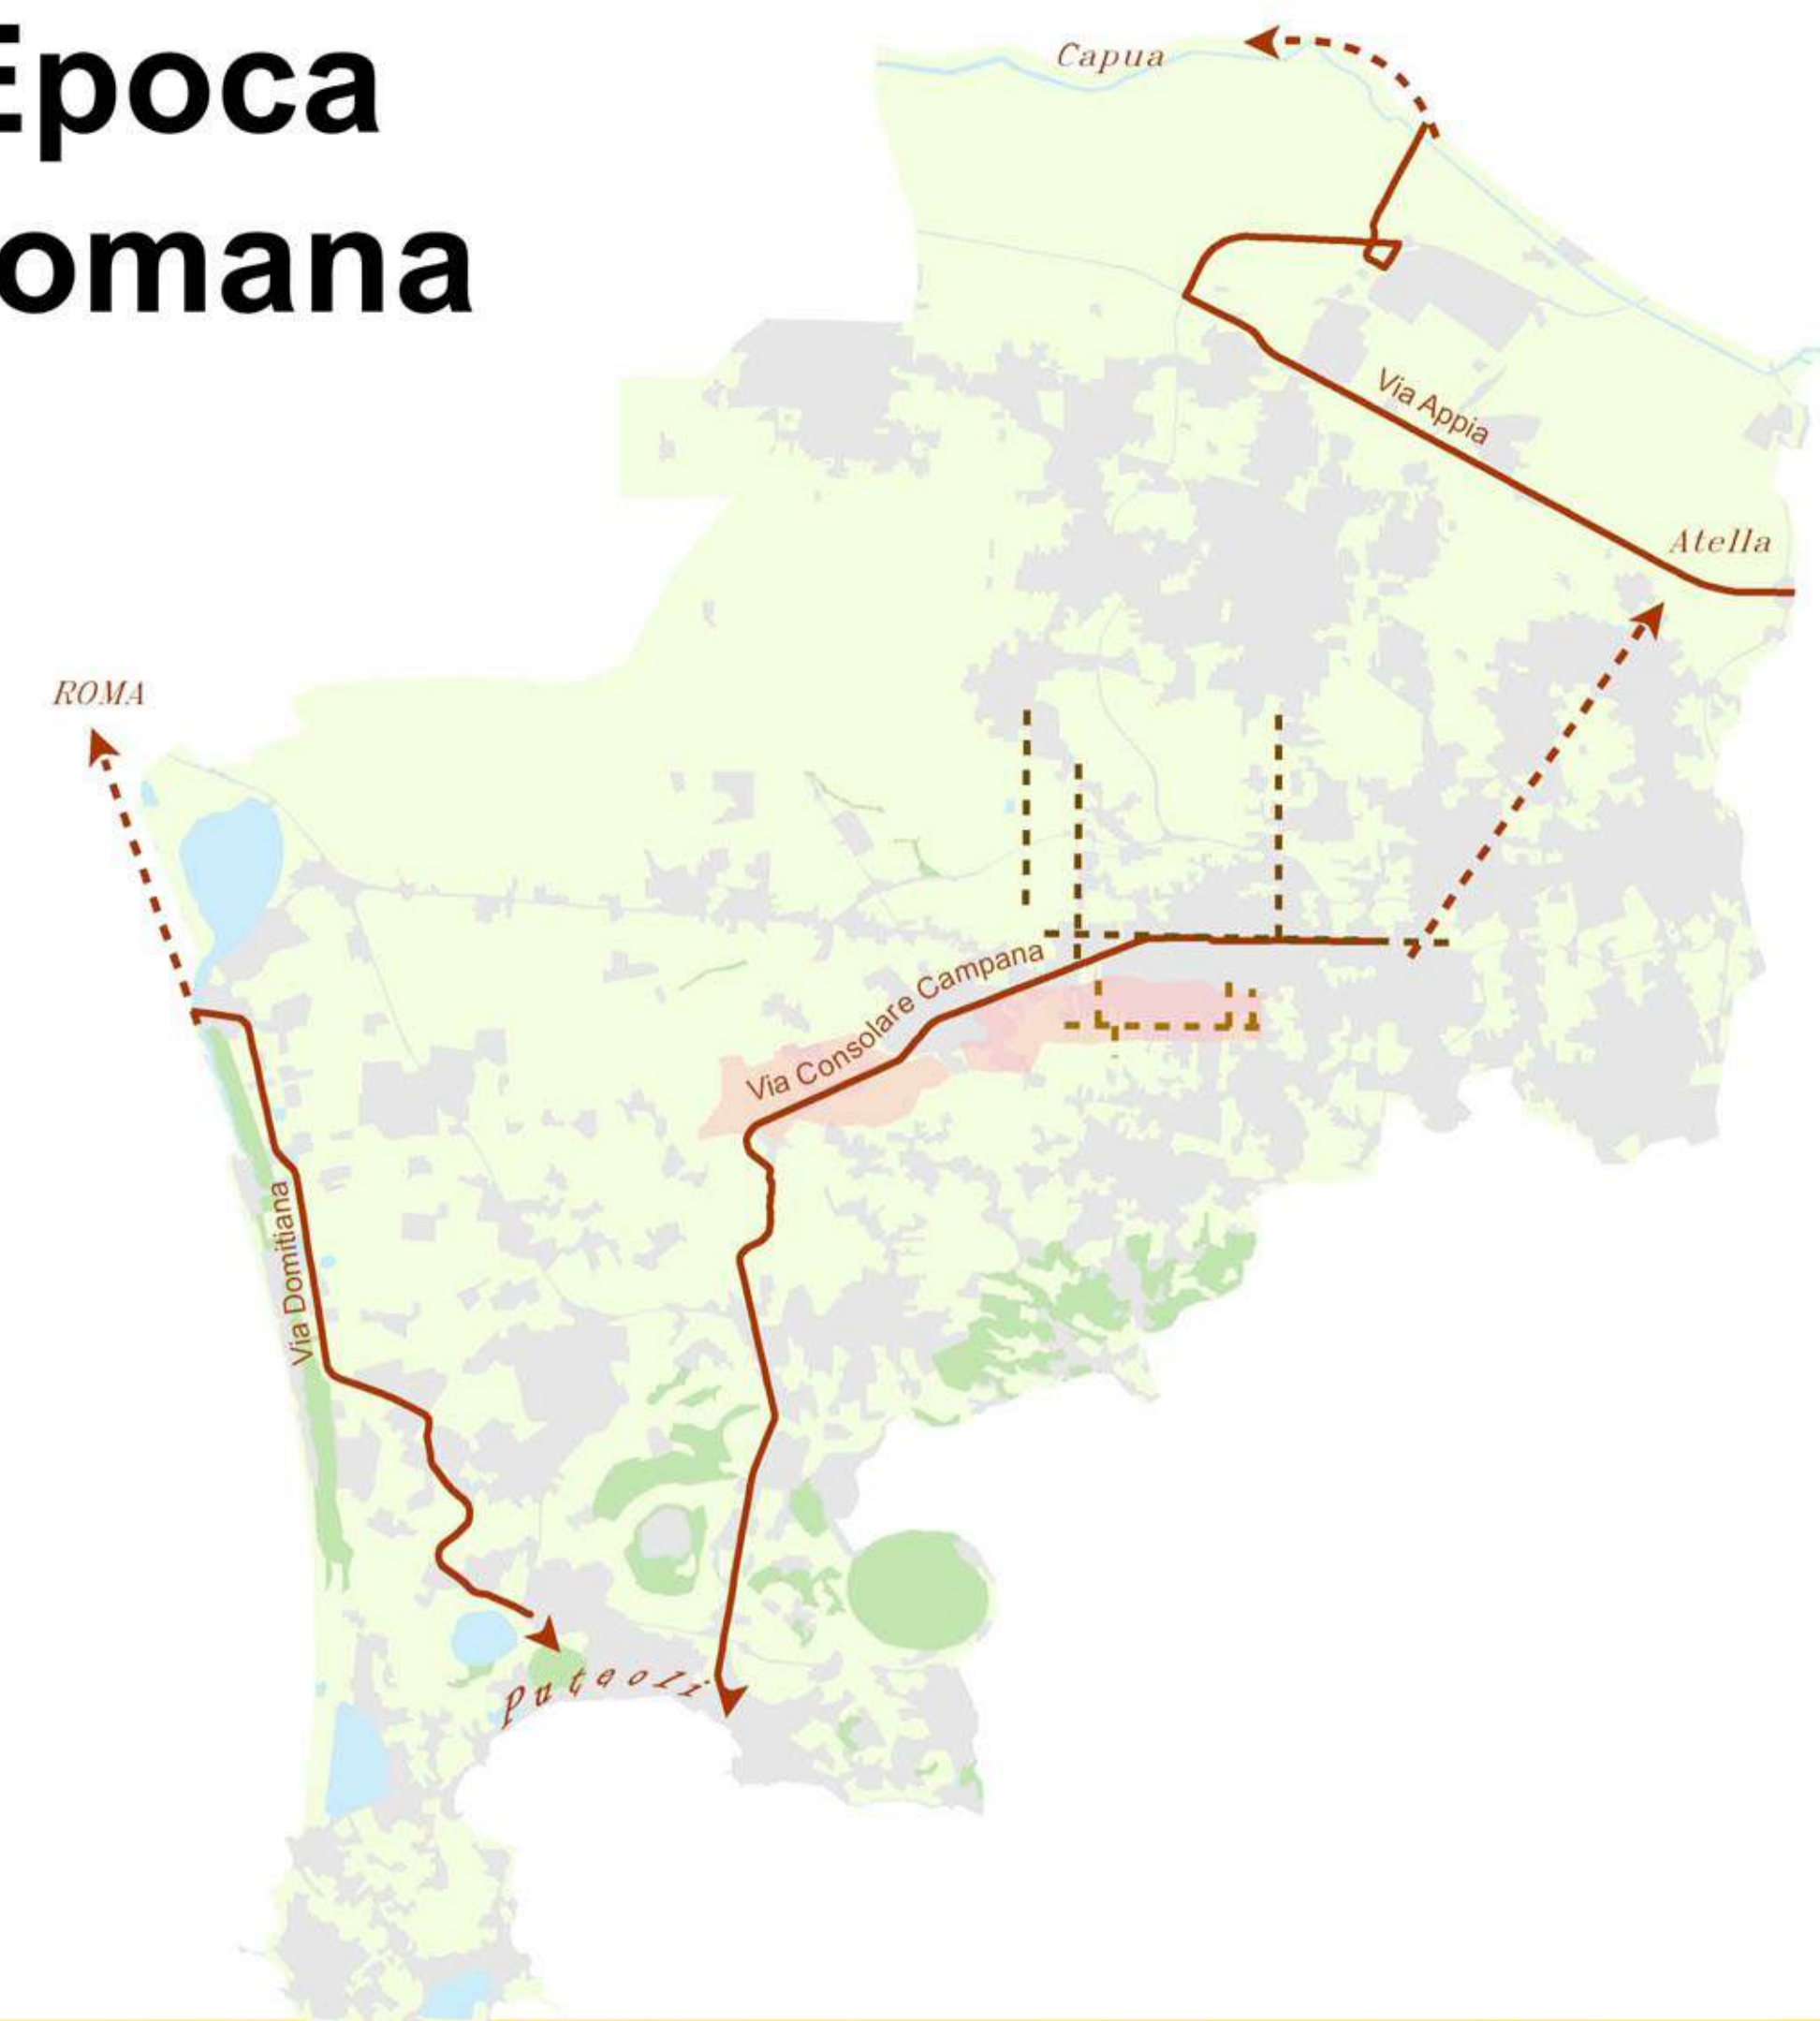 Epoca
omana
Capua
Via Appia
Atella
ROMA
Via Consolare Campana
Via Domitiana
Puteoli